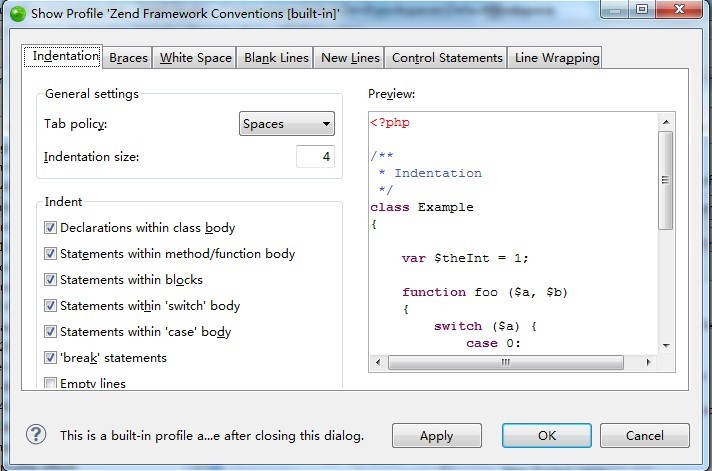 Show Profile 'Zend Framework Conventions [built-in]'
Indentation Braces White Space Blank Lines New Lines Control Statements Line Wrapping
General settings
Tab policy: Spaces
Indentation size: 4
Indent
Declarations within class body
Statements within method/function body
Statements within blocks
Statements within 'switch' body
Statements within 'case' body
'break' statements
Empty lines
Preview:
<?php
/**
* Indentation
*/
class Example
{
var $theInt = 1;
function foo ($a, $b)
{
switch ($a) {
case 0:
This is a built-in profile a...e after closing this dialog.
Apply OK Cancel